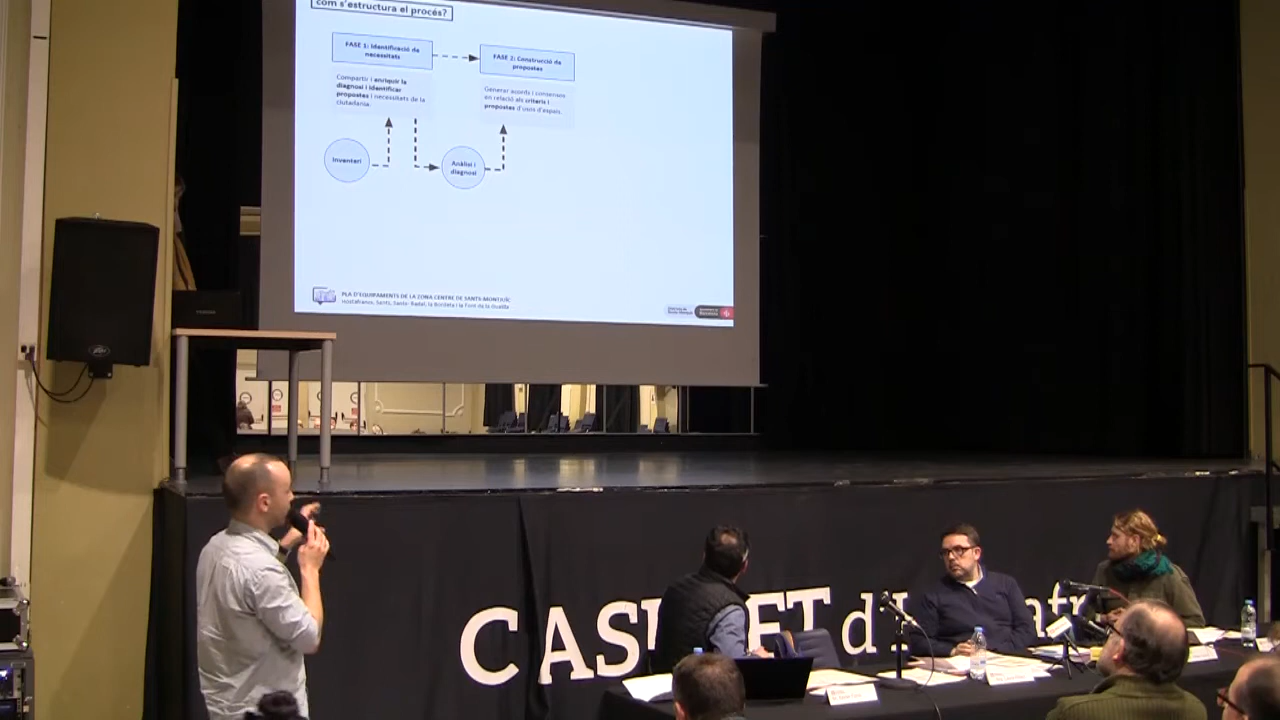 com s'estructura el procés?
FASE 1: Identificació de
necessitats
FASE 2: Construcció de
propostes
Compartir i enriquir la
diagnosi i identificar
propostes i necessitats de la
ciutadania.
Generar acords i consensos
en relació als criteris i
propostes d'usos d'espais.
Inventari
Anàlisi i
diagnosi
PLA D'EQUIPAMENTS DE LA ZONA CENTRE DE SANTS-MONTJUÏC
Hostafrancs, Sants, Sants-Badal, la Bordeta i la Font de la Guatlla
CAS ET d'H afr